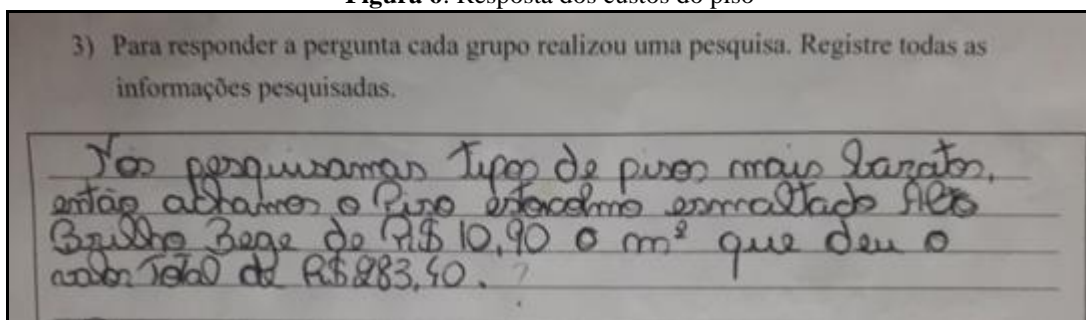 Figura 6: Resposta dos custos do piso
3) Para responder a pergunta cada grupo realizou uma pesquisa. Registre todas as
informações pesquisadas.
Nós pesquisamos Tipos de pisos mais baratos,
então achamos o Piso estocolmo esmaltado Alto
Brilho Bege de R$ 10,90 o m² que deu o
valor Total de R$283,40. ?